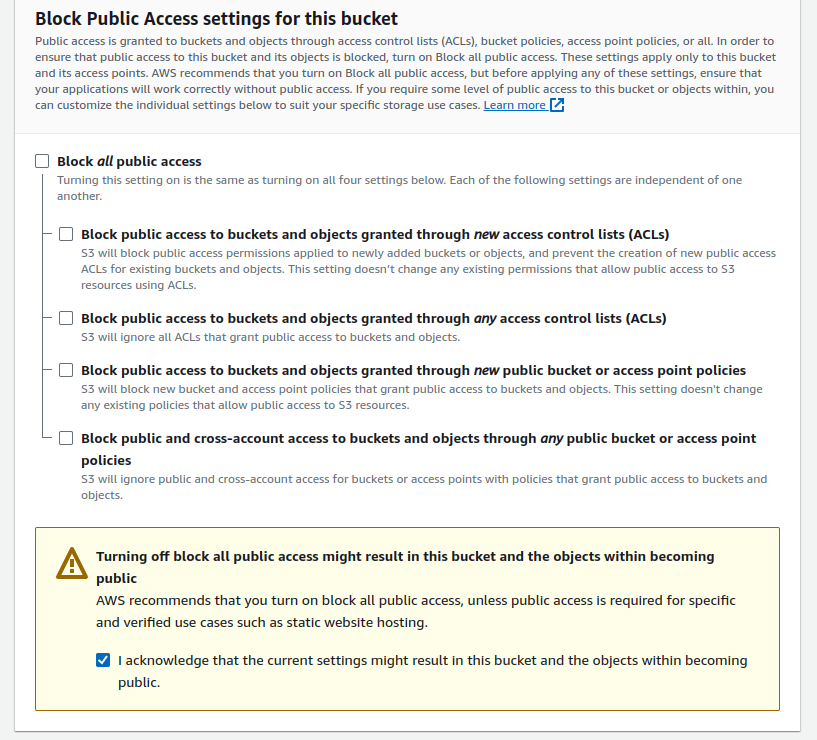 Block Public Access settings for this bucket
Public access is granted to buckets and objects through access control lists (ACLs), bucket policies, access point policies, or all. In order to
ensure that public access to this bucket and its objects is blocked, turn on Block all public access. These settings apply only to this bucket
and its access points. AWS recommends that you turn on Block all public access, but before applying any of these settings, ensure that
your applications will work correctly without public access. If you require some level of public access to this bucket or objects within, you
can customize the individual settings below to suit your specific storage use cases. Learn more
Block all public access
Turning this setting on is the same as turning on all four settings below. Each of the following settings are independent of one
another.
Block public access to buckets and objects granted through new access control lists (ACLs)
S3 will block public access permissions applied to newly added buckets or objects, and prevent the creation of new public access
ACLs for existing buckets and objects. This setting doesn’t change any existing permissions that allow public access to S3
resources using ACLs.
Block public access to buckets and objects granted through any access control lists (ACLs)
S3 will ignore all ACLs that grant public access to buckets and objects.
Block public access to buckets and objects granted through new public bucket or access point policies
S3 will block new bucket and access point policies that grant public access to buckets and objects. This setting doesn't change
any existing policies that allow public access to S3 resources.
Block public and cross-account access to buckets and objects through any public bucket or access point
policies
S3 will ignore public and cross-account access for buckets or access points with policies that grant public access to buckets and
objects.
Turning off block all public access might result in this bucket and the objects within becoming
public
AWS recommends that you turn on block all public access, unless public access is required for specific
and verified use cases such as static website hosting.
I acknowledge that the current settings might result in this bucket and the objects within becoming
public.